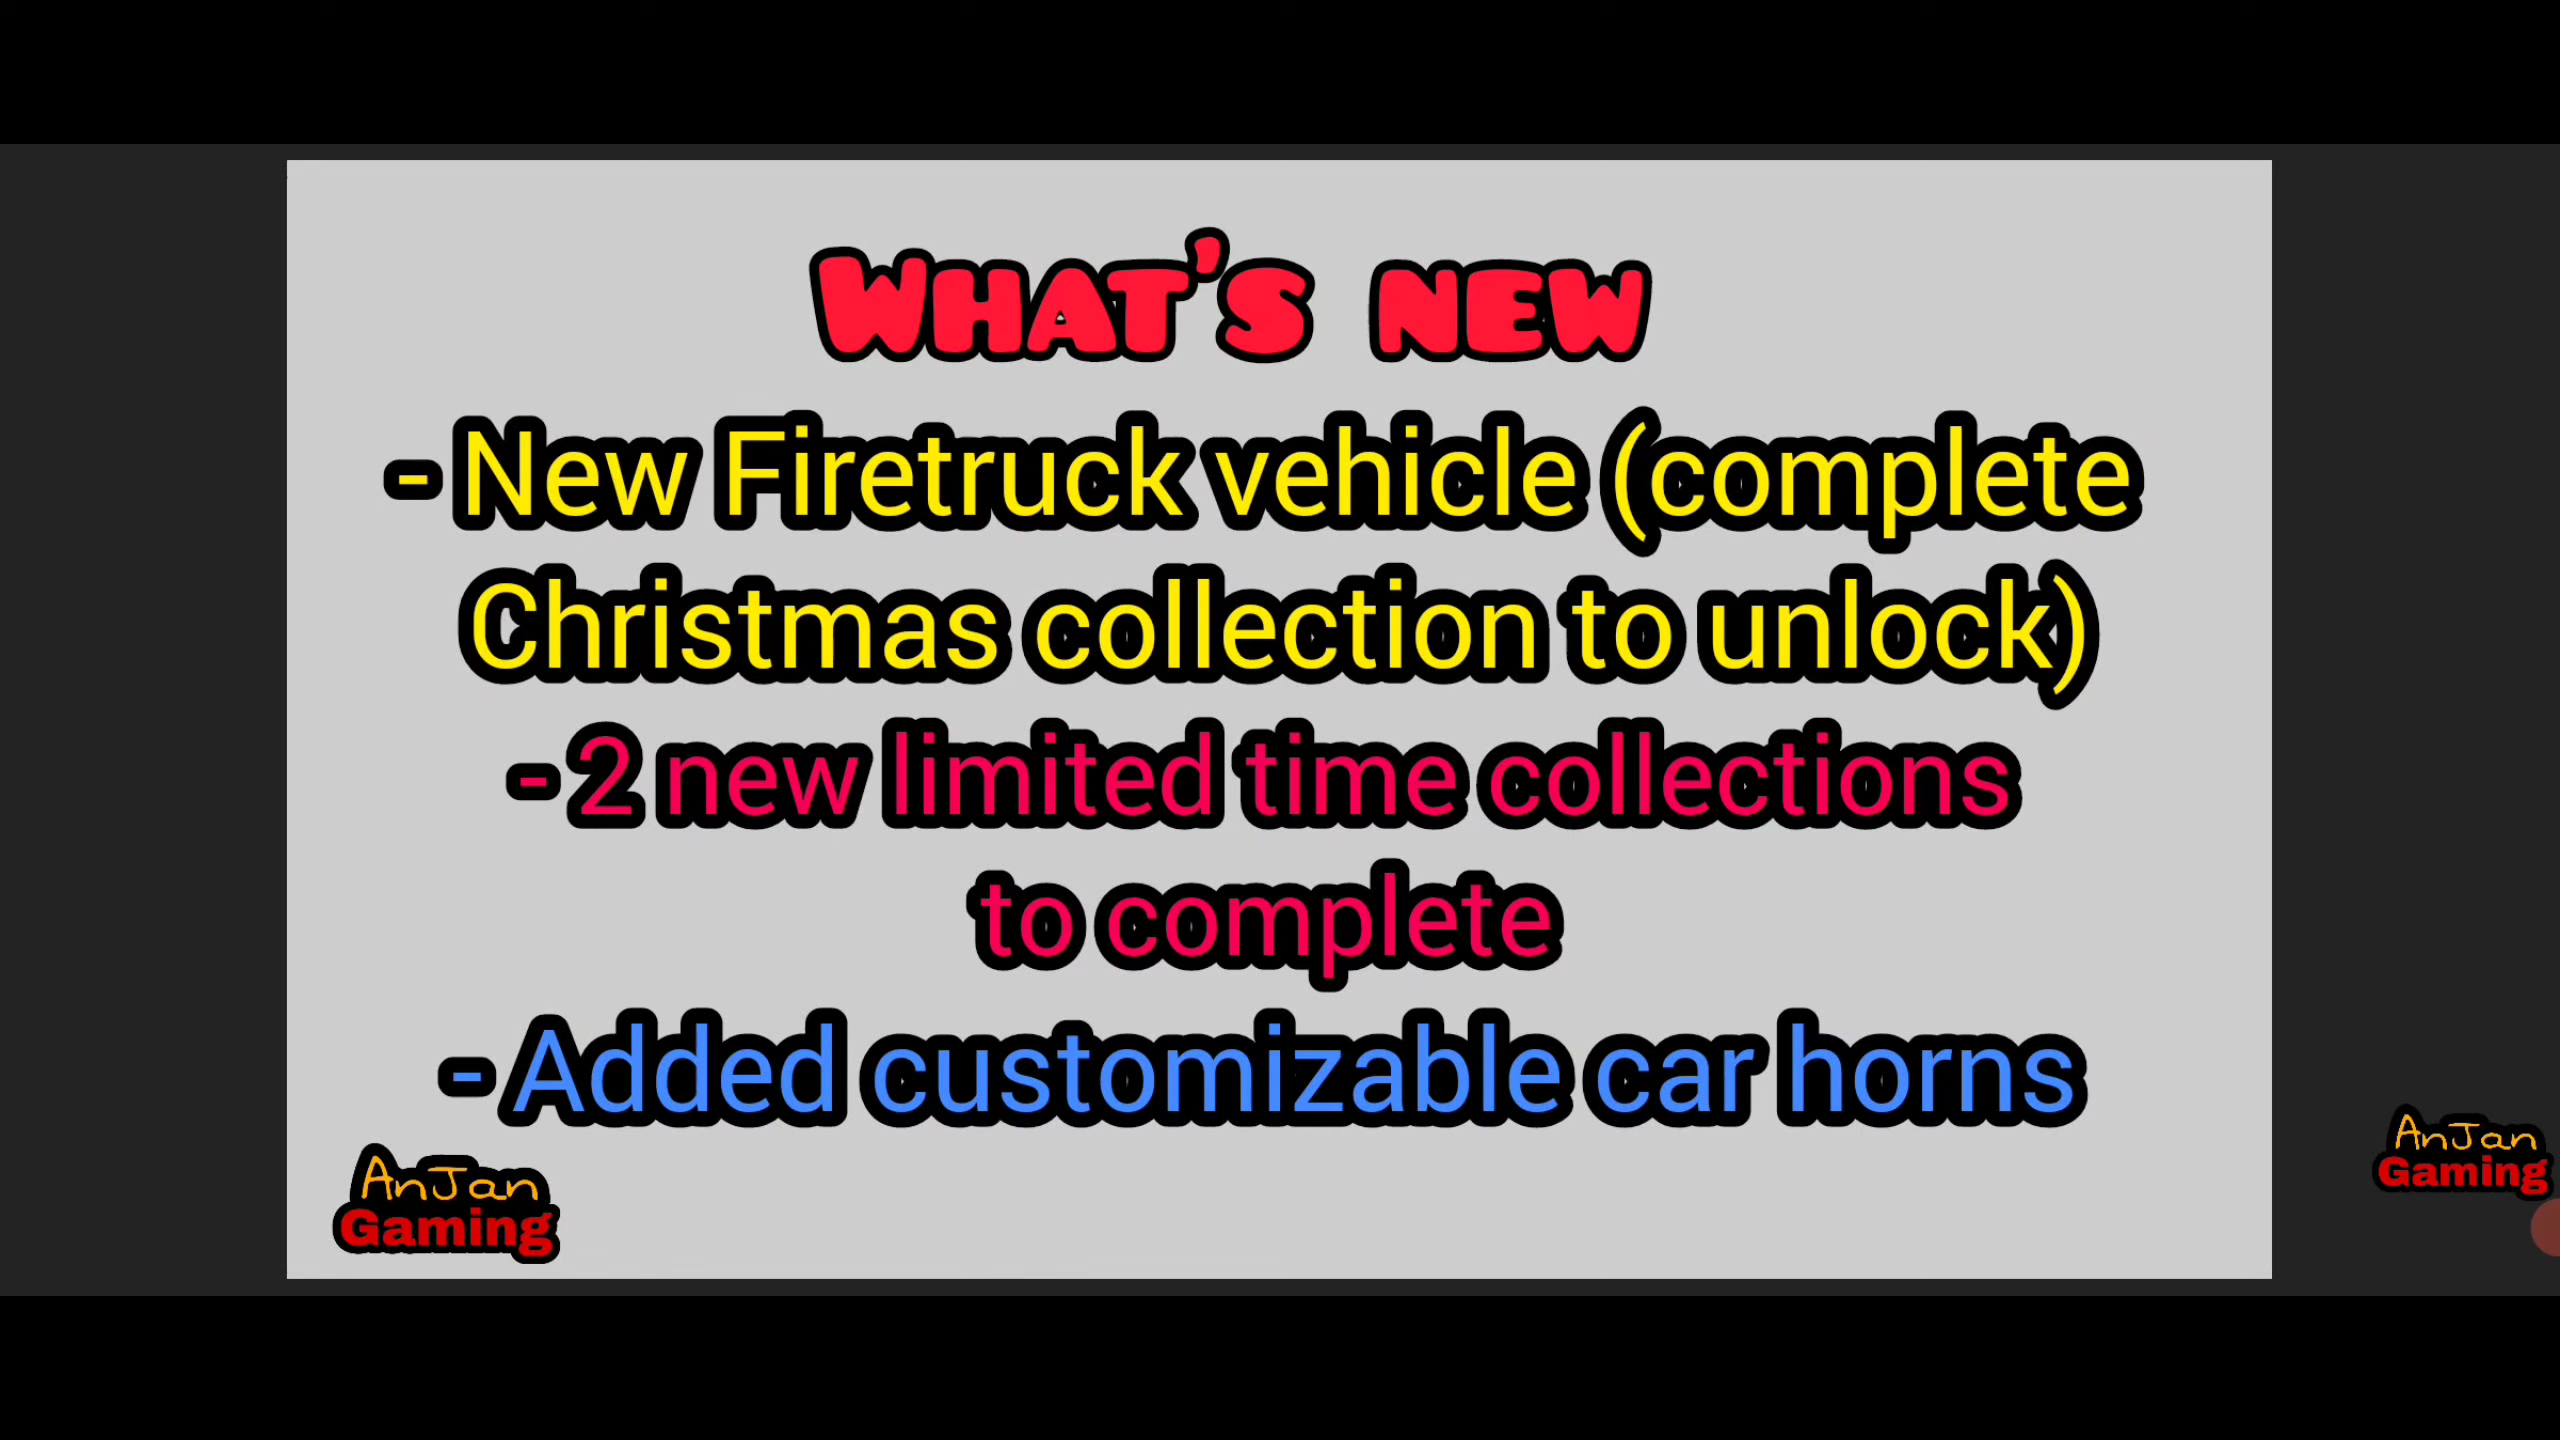 What's new
- New Firetruck vehicle (complete
Christmas collection to unlock)
- 2 new limited time collections
to complete
- Added customizable car horns
AnJan
Gaming
AnJan
Gaming